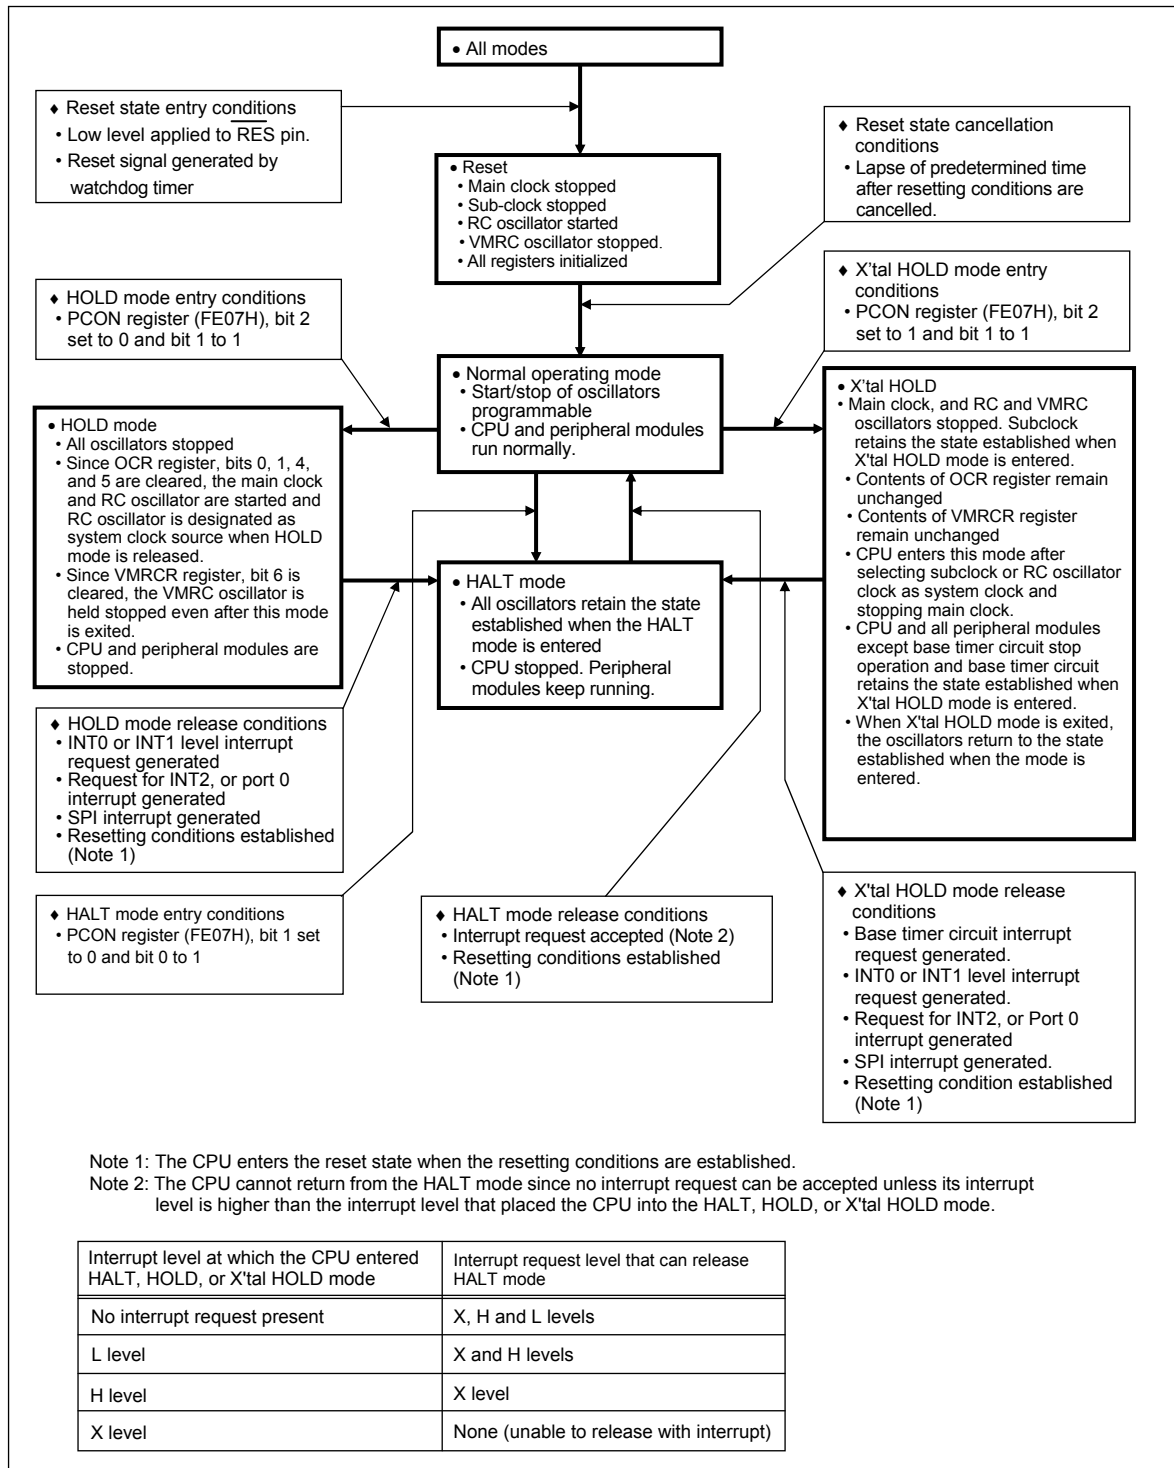 • All modes
♦ Reset state entry conditions
• Low level applied to RES pin.
• Reset signal generated by
watchdog timer
♦ Reset state cancellation
conditions
• Lapse of predetermined time
after resetting conditions are
cancelled.
• Reset
• Main clock stopped
• Sub-clock stopped
• RC oscillator started
• VMRC oscillator stopped.
• All registers initialized
♦ HOLD mode entry conditions
• PCON register (FE07H), bit 2
set to 0 and bit 1 to 1
♦ X'tal HOLD mode entry
conditions
• PCON register (FE07H), bit 2
set to 1 and bit 1 to 1
• Normal operating mode
• Start/stop of oscillators
programmable
• CPU and peripheral modules
run normally.
• HOLD mode
• All oscillators stopped
• Since OCR register, bits 0, 1, 4,
and 5 are cleared, the main clock
and RC oscillator are started and
RC oscillator is designated as
system clock source when HOLD
mode is released.
• Since VMRCR register, bit 6 is
cleared, the VMRC oscillator is
held stopped even after this mode
is exited.
• CPU and peripheral modules are
stopped.
• X'tal HOLD
• Main clock, and RC and VMRC
oscillators stopped. Subclock
retains the state established when
X'tal HOLD mode is entered.
• Contents of OCR register remain
unchanged
• Contents of VMRCR register
remain unchanged
• CPU enters this mode after
selecting subclock or RC oscillator
clock as system clock and
stopping main clock.
• CPU and all peripheral modules
except base timer circuit stop
operation and base timer circuit
retains the state established when
X'tal HOLD mode is entered.
• When X'tal HOLD mode is exited,
the oscillators return to the state
established when the mode is
entered.
• HALT mode
• All oscillators retain the state
established when the HALT
mode is entered
• CPU stopped. Peripheral
modules keep running.
♦ HOLD mode release conditions
• INT0 or INT1 level interrupt
request generated
• Request for INT2, or port 0
interrupt generated
• SPI interrupt generated
• Resetting conditions established
(Note 1)
♦ HALT mode entry conditions
• PCON register (FE07H), bit 1 set
to 0 and bit 0 to 1
♦ HALT mode release conditions
• Interrupt request accepted (Note 2)
• Resetting conditions established
(Note 1)
♦ X'tal HOLD mode release
conditions
• Base timer circuit interrupt
request generated.
• INT0 or INT1 level interrupt
request generated.
• Request for INT2, or Port 0
interrupt generated
• SPI interrupt generated.
• Resetting condition established
(Note 1)
Note 1: The CPU enters the reset state when the resetting conditions are established.
Note 2: The CPU cannot return from the HALT mode since no interrupt request can be accepted unless its interrupt
level is higher than the interrupt level that placed the CPU into the HALT, HOLD, or X'tal HOLD mode.
Interrupt level at which the CPU entered
HALT, HOLD, or X'tal HOLD mode
Interrupt request level that can release
HALT mode
No interrupt request present
X, H and L levels
L level
X and H levels
H level
X level
X level
None (unable to release with interrupt)